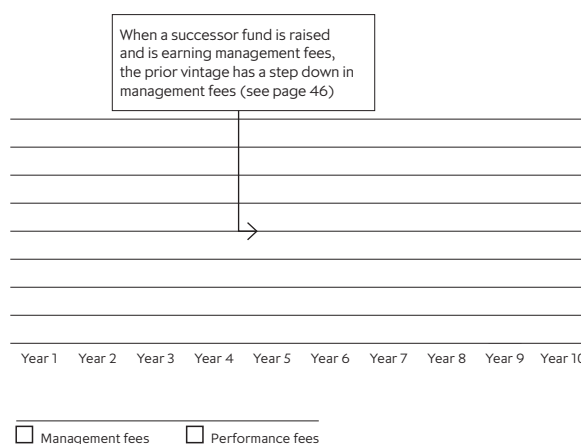 When a successor fund is raised
and is earning management fees,
the prior vintage has a step down in
management fees (see page 46)
Year 1 Year 2 Year 3 Year 4 Year 5 Year 6 Year 7 Year 8 Year 9 Year 10
Management fees Performance fees